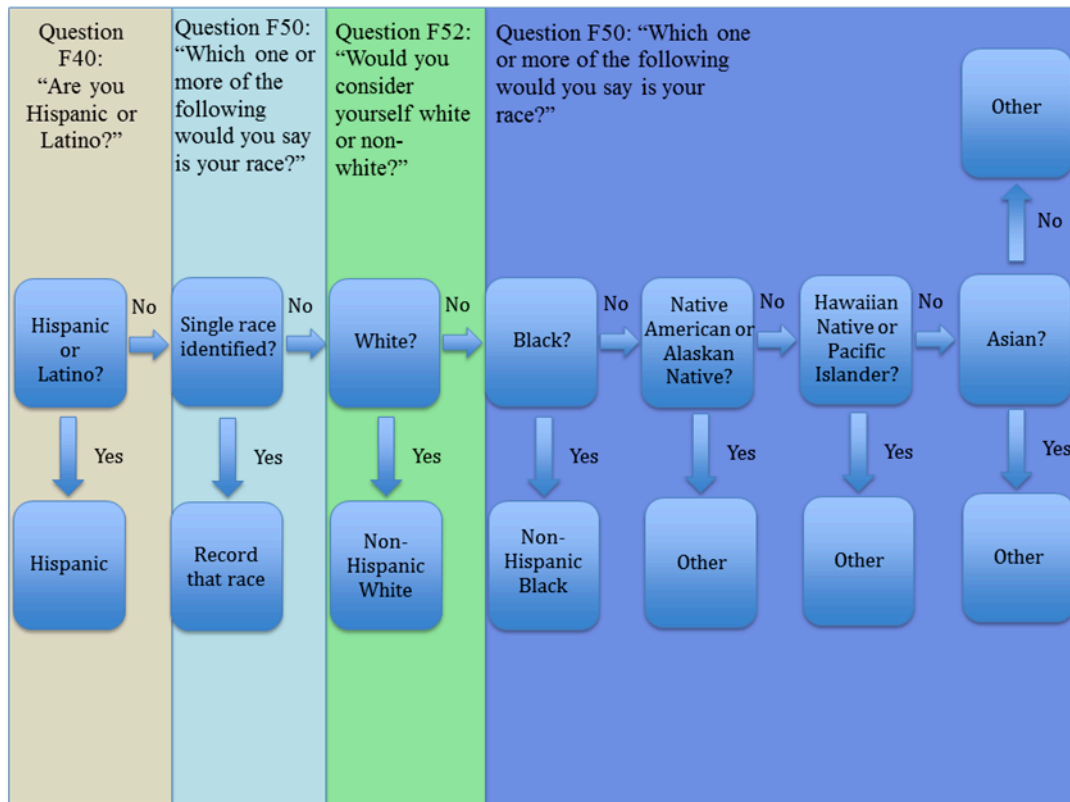 Question
F40:
“Are you
Hispanic or
Latino?”
Question F50:
“Which one or
more of the
following
would you say
is your race?”
Question F52:
“Would you
consider
yourself white
or non-
white?”
Question F50: “Which one
or more of the following
would you say is your
race?”
Other
No
Hispanic
or
Latino?
No
Single race
identified?
No
White?
No
Black?
No
Native
American or
Alaskan
Native?
No
Hawaiian
Native or
Pacific
Islander?
No
Asian?
Yes
Yes
Yes
Yes
Yes
Yes
Yes
Hispanic
Record
that race
Non-
Hispanic
White
Non-
Hispanic
Black
Other
Other
Other